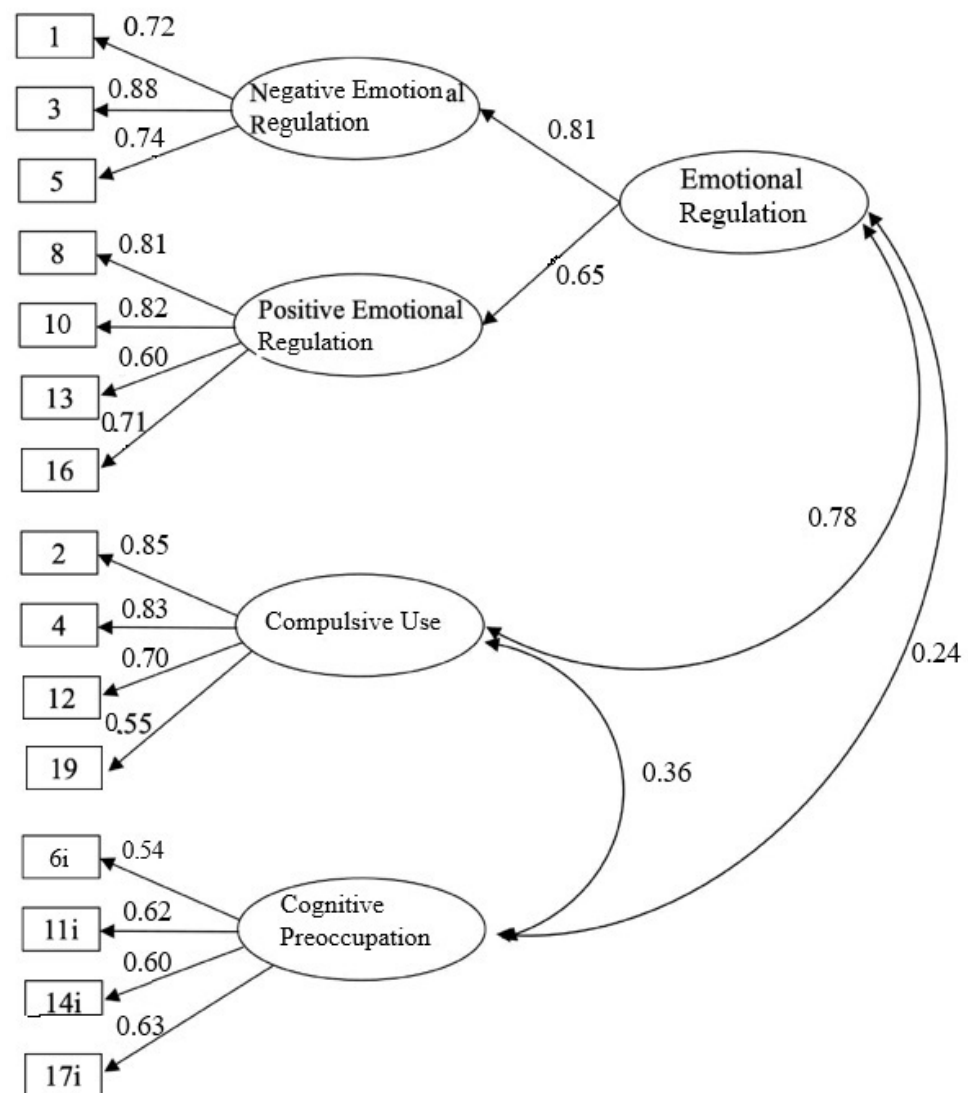 1
0.72
Negative Emotional
Regulation
3
0.88
0.74
5
0.81
Emotional
Regulation
8
0.81
0.65
10
0.82
Positive Emotional
Regulation
13
0.60
0.71
16
0.78
2
0.85
4
0.83
Compulsive Use
12
0.70
0.55
19
0.24
0.36
6i
0.54
11i
0.62
Cognitive
Preoccupation
14i
0.60
0.63
17i